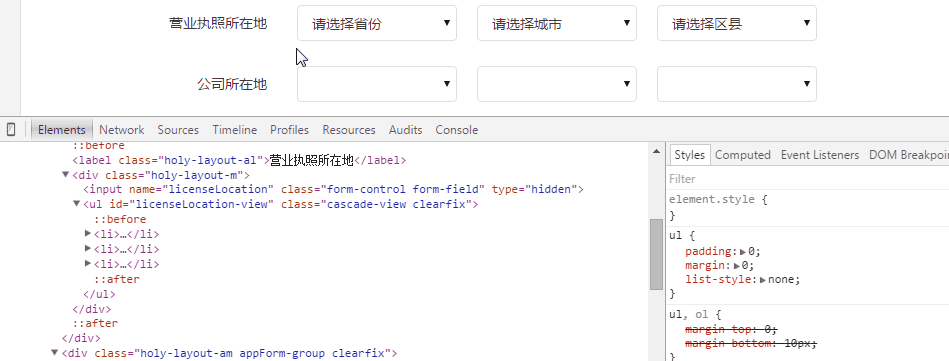 营业执照所在地 请选择省份 ▼ 请选择城市 ▼ 请选择区县 ▼
公司所在地 ▼ ▼ ▼
Elements Network Sources Timeline Profiles Resources Audits Console
::before
<label class="holy-layout-al">营业执照所在地</label>
▼<div class="holy-layout-m">
<input name="licenseLocation" class="form-control form-field" type="hidden">
▼<ul id="licenseLocation-view" class="cascade-view clearfix">
::before
▶<li>…</li>
▶<li>…</li>
▶<li>…</li>
::after
</ul>
</div>
::after
</div>
▼<div class="holy-layout-am appForm-group clearfix">
Styles Computed Event Listeners DOM Breakpoin
Filter
element.style {
}
ul {
padding:▶0;
margin:▶0;
list-style:▶none;
}
ul, ol {
margin-top: 0;
margin-bottom: 10px;
}